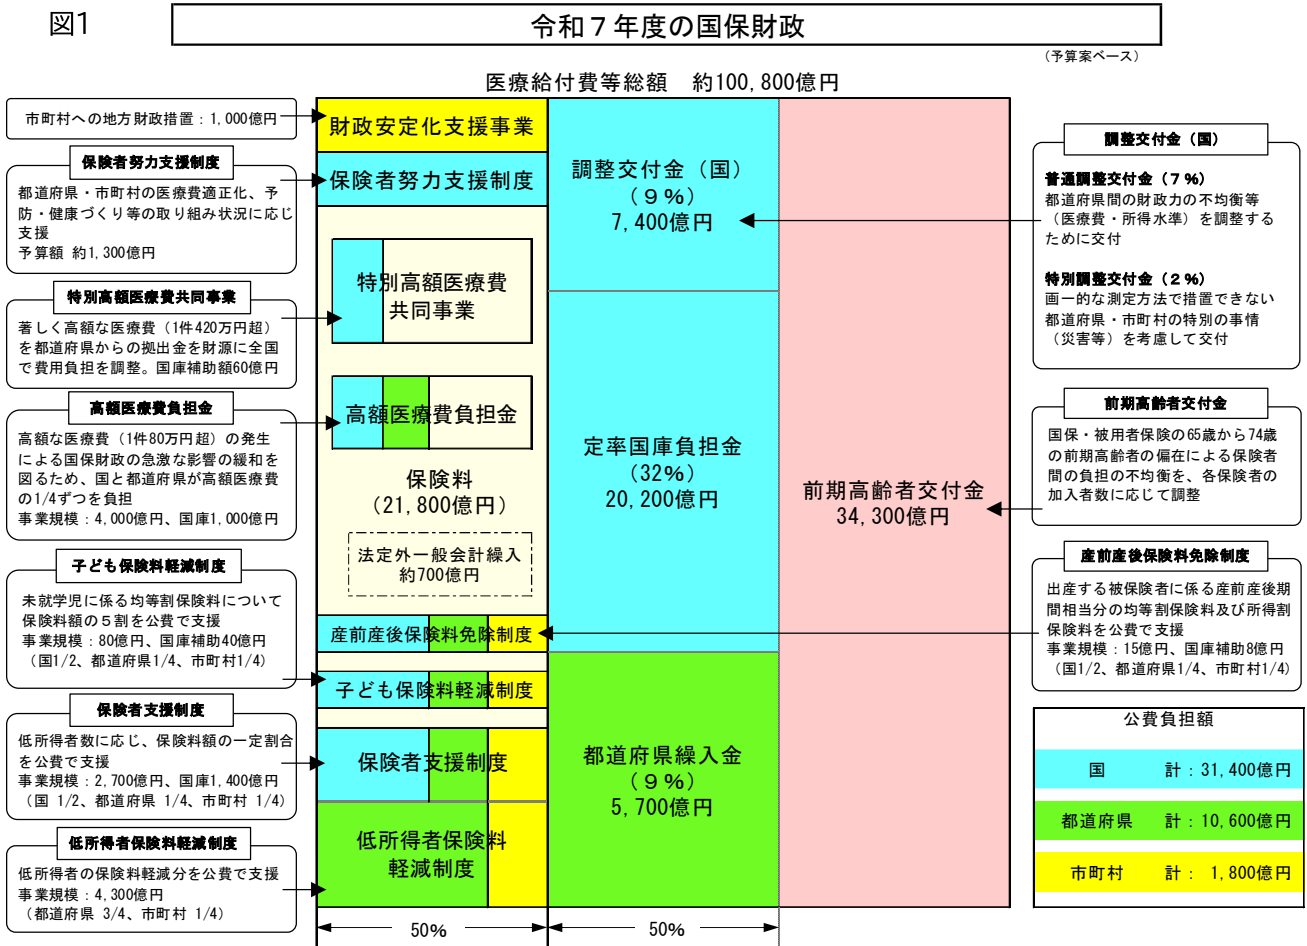 図1
令和７年度の国保財政
（予算案ベース）
医療給付費等総額　約100,800億円
市町村への地方財政措置：1,000億円
保険者努力支援制度
都道府県・市町村の医療費適正化、予
防・健康づくり等の取り組み状況に応じ
支援
予算額 約1,300億円
特別高額医療費共同事業
著しく高額な医療費（1件420万円超）
を都道府県からの拠出金を財源に全国
で費用負担を調整。国庫補助額60億円
高額医療費負担金
高額な医療費（1件80万円超）の発生
による国保財政の急激な影響の緩和を
図るため、国と都道府県が高額医療費
の1/4ずつを負担
事業規模：4,000億円、国庫1,000億円
子ども保険料軽減制度
未就学児に係る均等割保険料について
保険料額の５割を公費で支援
事業規模：80億円、国庫補助40億円
（国1/2、都道府県1/4、市町村1/4）
保険者支援制度
低所得者数に応じ、保険料額の一定割合
を公費で支援
事業規模：2,700億円、国庫1,400億円
（国 1/2、都道府県 1/4、市町村 1/4）
低所得者保険料軽減制度
低所得者の保険料軽減分を公費で支援
事業規模：4,300億円
（都道府県 3/4、市町村 1/4）
財政安定化支援事業
保険者努力支援制度
特別高額医療費
共同事業
高額医療費負担金
保険料
（21,800億円）
法定外一般会計繰入
約700億円
産前産後保険料免除制度
子ども保険料軽減制度
保険者支援制度
低所得者保険料
軽減制度
50%
調整交付金（国）
（９％）
7,400億円
定率国庫負担金
（32%）
20,200億円
都道府県繰入金
（９％）
5,700億円
50%
前期高齢者交付金
34,300億円
調整交付金（国）
普通調整交付金（７％）
都道府県間の財政力の不均衡等
（医療費・所得水準）を調整する
ために交付
特別調整交付金（２％）
画一的な測定方法で措置できない
都道府県・市町村の特別の事情
（災害等）を考慮して交付
前期高齢者交付金
国保・被用者保険の65歳から74歳
の前期高齢者の偏在による保険者
間の負担の不均衡を、各保険者の
加入者数に応じて調整
産前産後保険料免除制度
出産する被保険者に係る産前産後期
間相当分の均等割保険料及び所得割
保険料を公費で支援
事業規模：15億円、国庫補助8億円
（国1/2、都道府県1/4、市町村1/4）
公費負担額
国　計：31,400億円
都道府県　計：10,600億円
市町村　計： 1,800億円